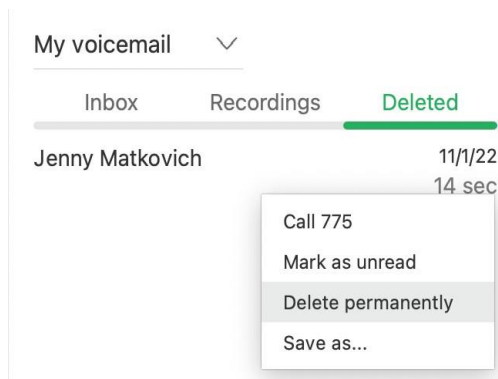 My voicemail
Inbox Recordings Deleted
Jenny Matkovich 11/1/22
14 sec
Call 775
Mark as unread
Delete permanently
Save as...